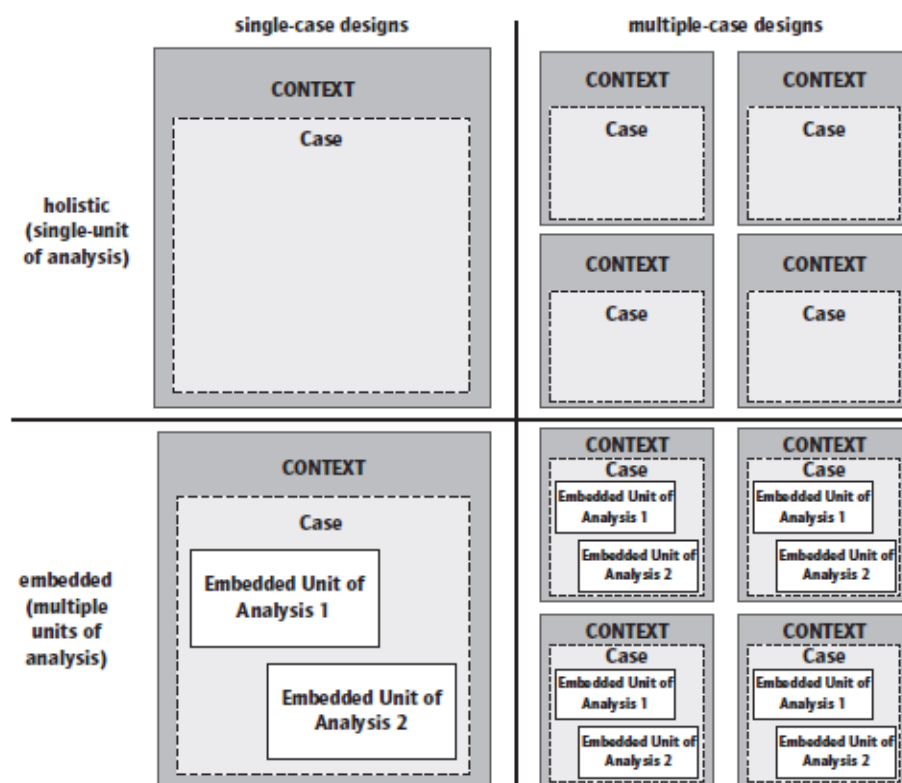 single-case designs
multiple-case designs
holistic
(single-unit
of analysis)
CONTEXT
Case
CONTEXT
Case
CONTEXT
Case
CONTEXT
Case
CONTEXT
Case
embedded
(multiple
units of
analysis)
CONTEXT
Case
Embedded Unit of
Analysis 1
Embedded Unit of
Analysis 2
CONTEXT
Case
Embedded Unit of
Analysis 1
Embedded Unit of
Analysis 2
CONTEXT
Case
Embedded Unit of
Analysis 1
Embedded Unit of
Analysis 2
CONTEXT
Case
Embedded Unit of
Analysis 1
Embedded Unit of
Analysis 2
CONTEXT
Case
Embedded Unit of
Analysis 1
Embedded Unit of
Analysis 2